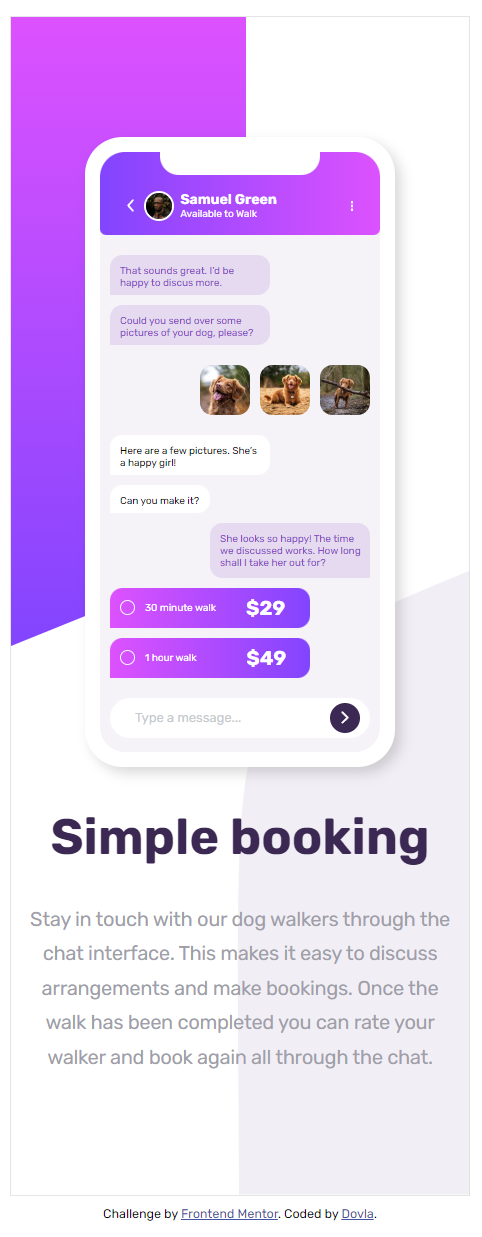 Samuel Green
Available to Walk
That sounds great. I'd be
happy to discus more.
Could you send over some
pictures of your dog, please?
Here are a few pictures. She's
a happy girl!
Can you make it?
She looks so happy! The time
we discussed works. How long
shall I take her out for?
30 minute walk $29
1 hour walk $49
Type a message...
Simple booking
Stay in touch with our dog walkers through the
chat interface. This makes it easy to discuss
arrangements and make bookings. Once the
walk has been completed you can rate your
walker and book again all through the chat.
Challenge by Frontend Mentor. Coded by Dovla.